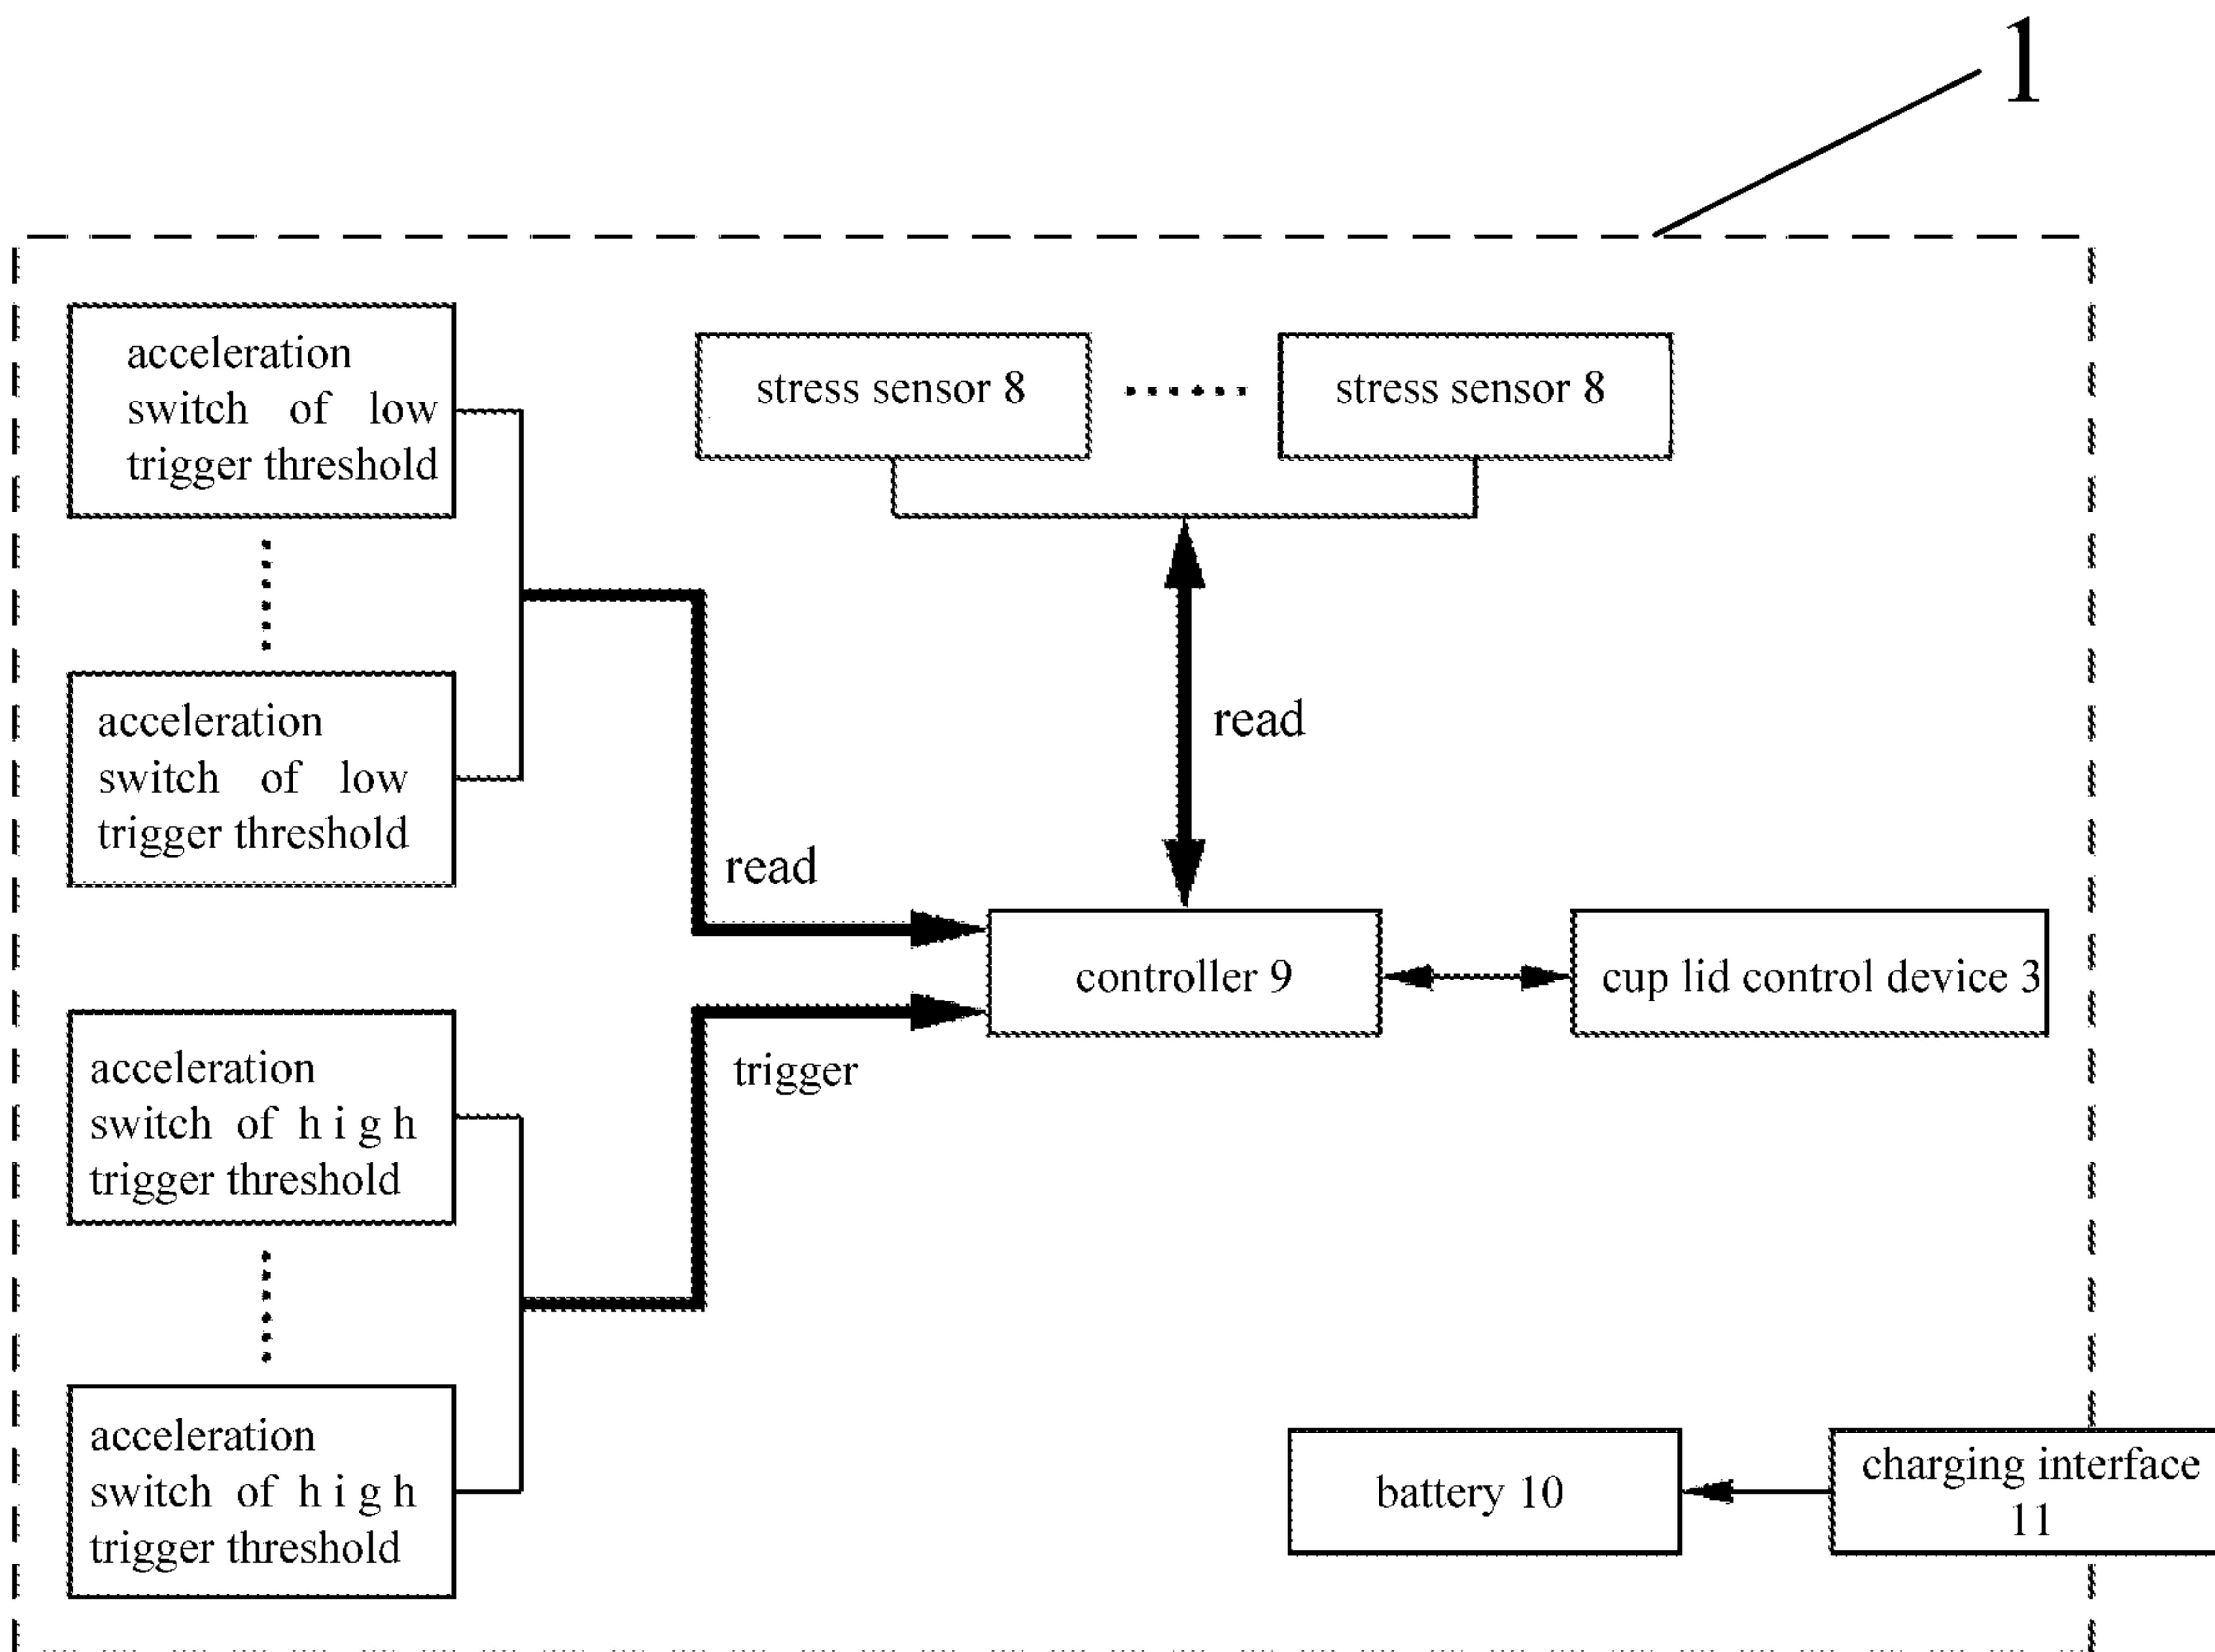 1
acceleration
switch of low
trigger threshold
stress sensor 8
stress sensor 8
acceleration
switch of low
trigger threshold
read
read
controller 9
cup lid control device 3
trigger
acceleration
switch of high
trigger threshold
acceleration
switch of high
trigger threshold
battery 10
charging interface
11